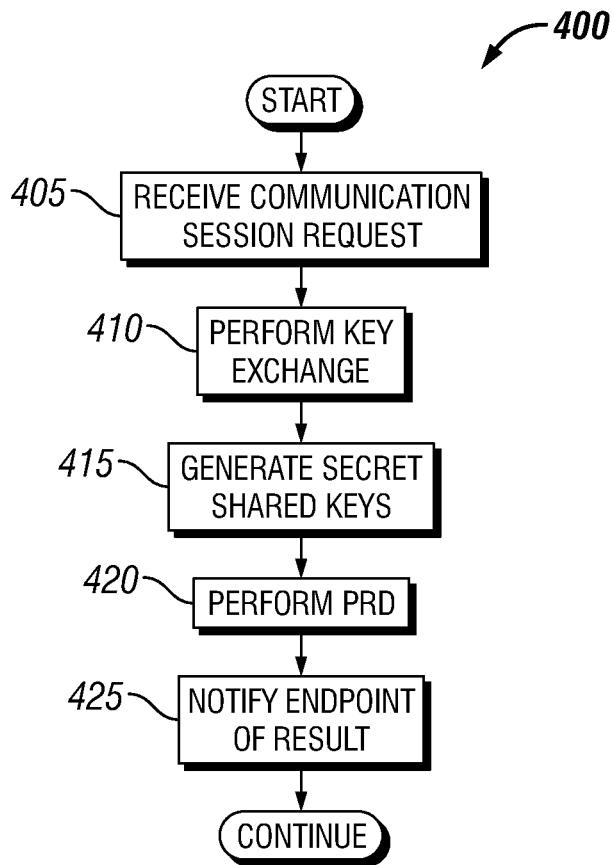 400
START
405
RECEIVE COMMUNICATION
SESSION REQUEST
410
PERFORM KEY
EXCHANGE
415
GENERATE SECRET
SHARED KEYS
420
PERFORM PRD
425
NOTIFY ENDPOINT
OF RESULT
CONTINUE